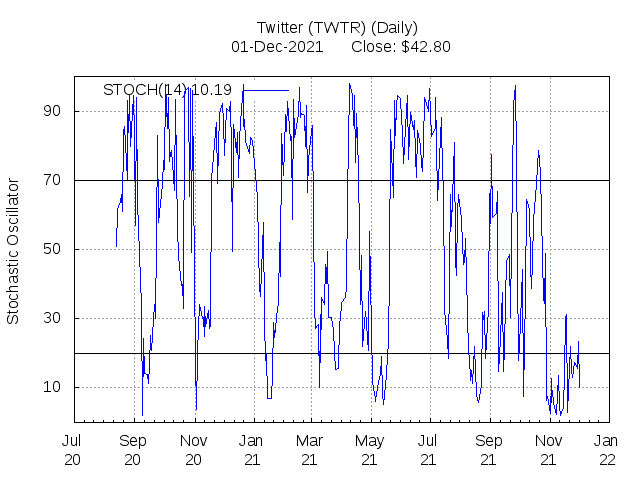 Twitter (TWTR) (Daily)
01-Dec-2021 Close: $42.80
STOCH(14) 10.19
Stochastic Oscillator
90
70
50
30
10
Jul Sep Nov Jan Mar May Jul Sep Nov Jan
20 20 20 21 21 21 21 21 21 22